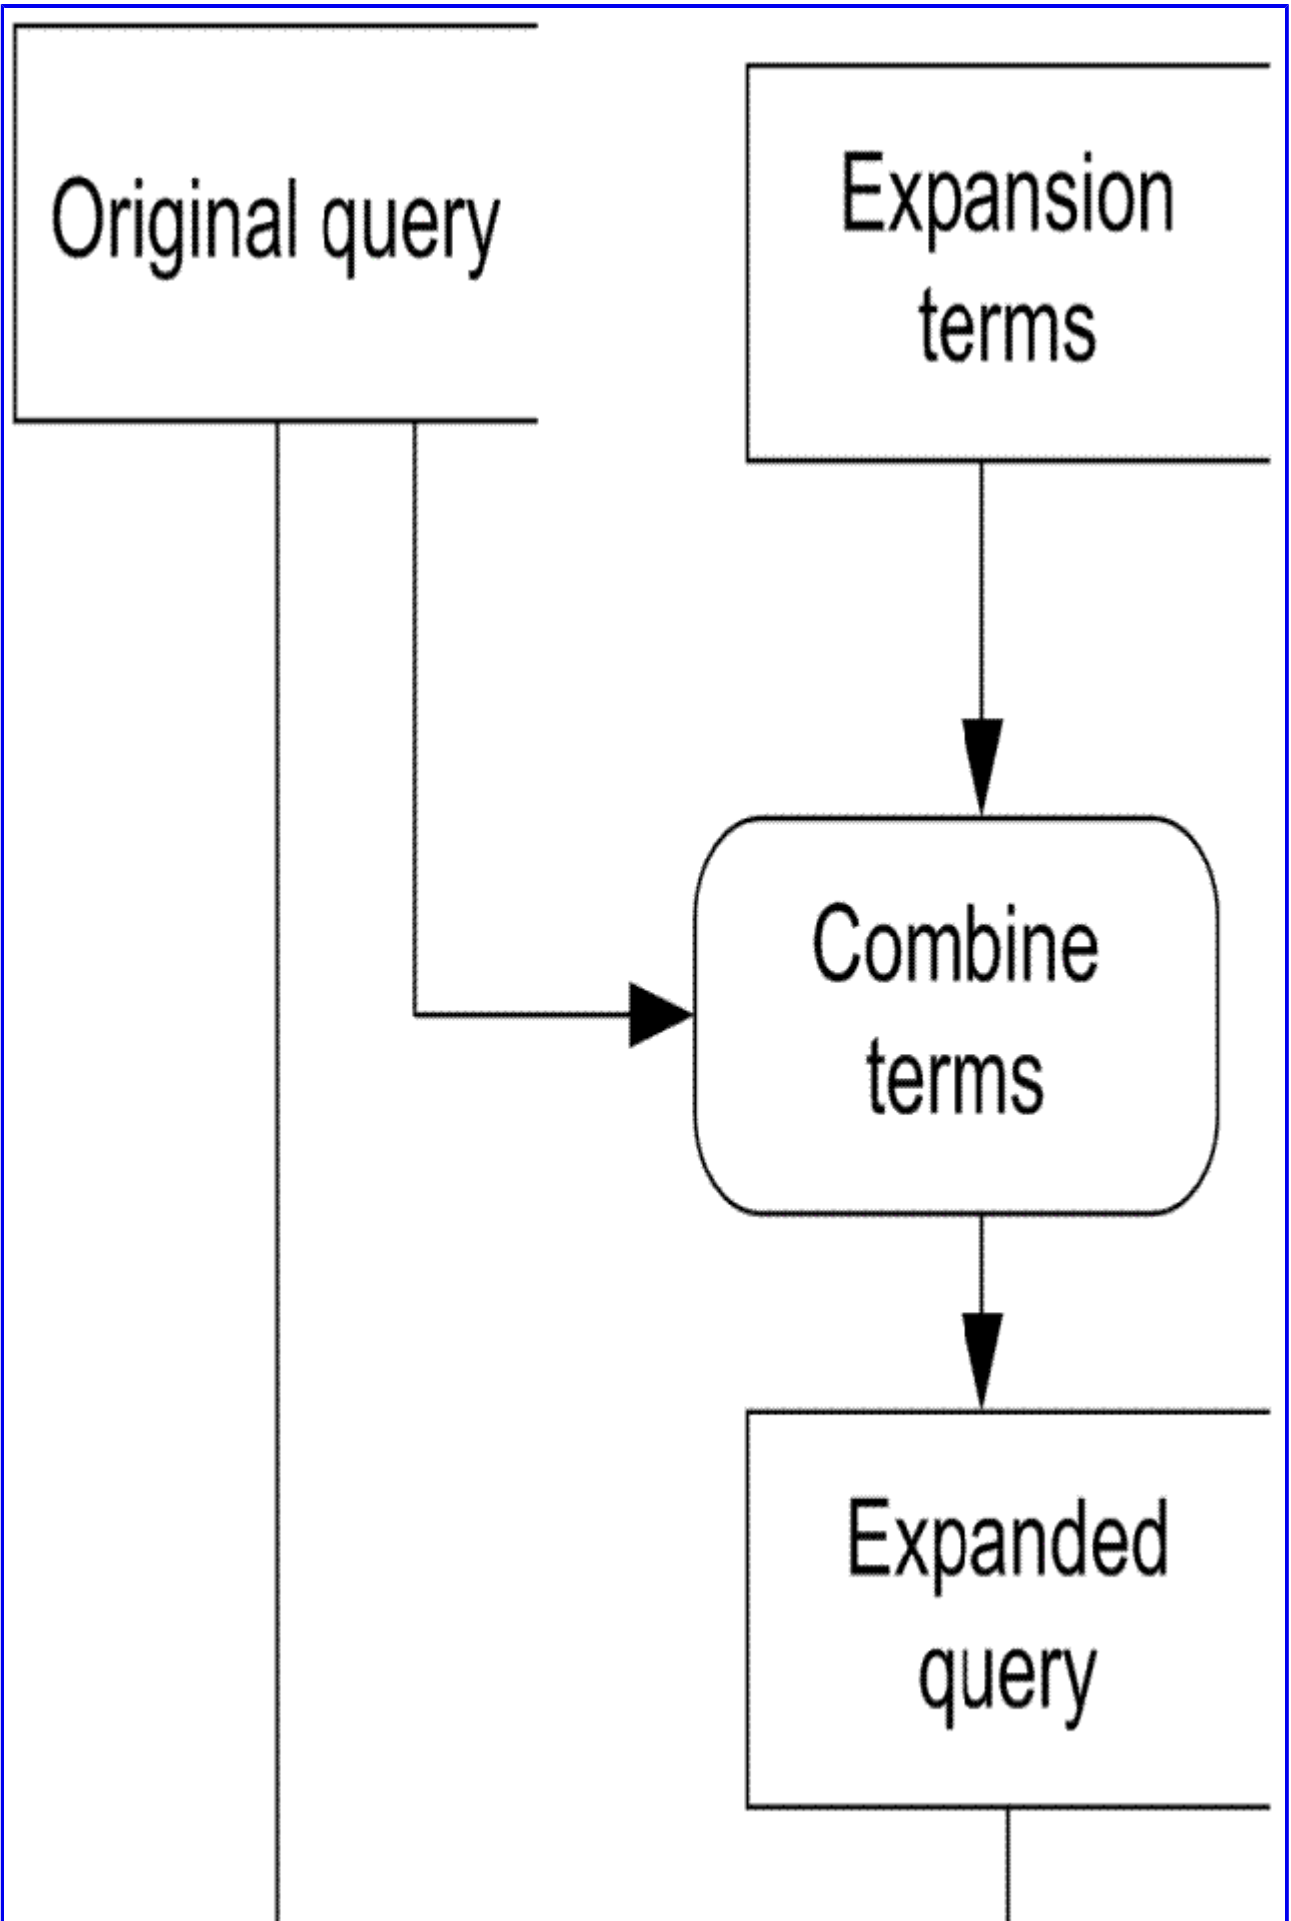 Original query
Expansion
terms
Combine
terms
Expanded
query